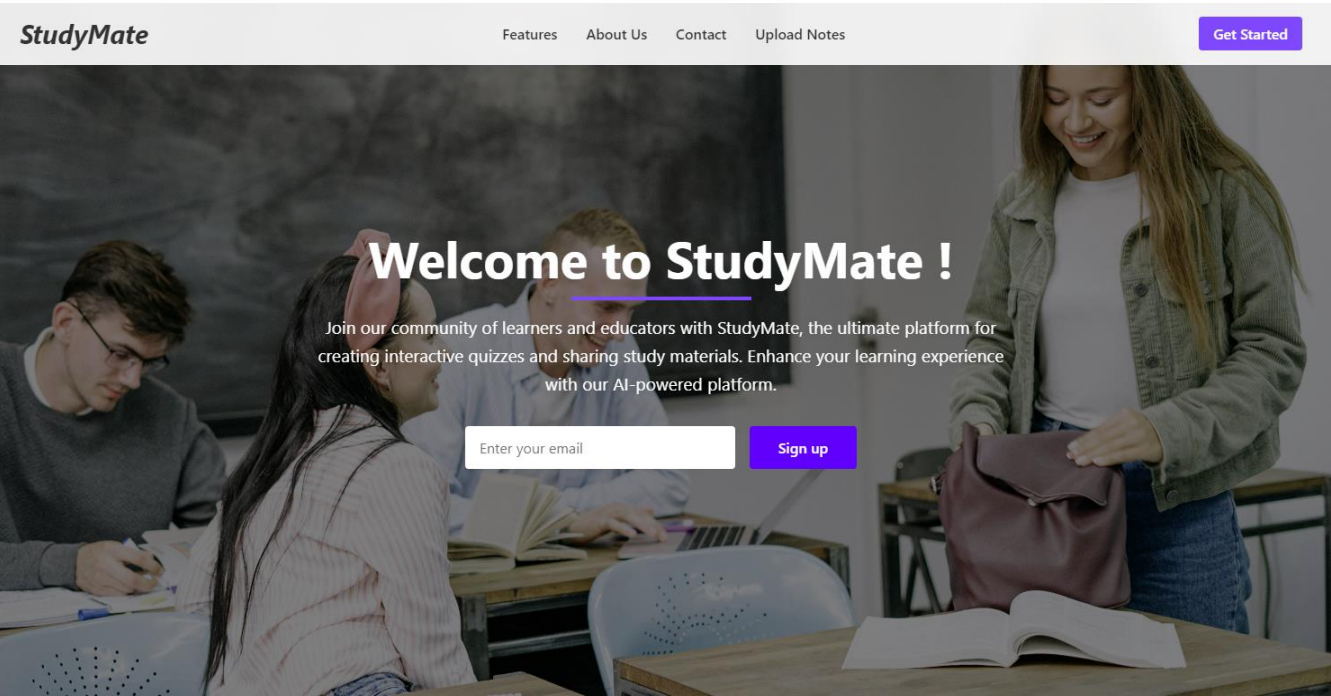 StudyMate
Features
About Us
Contact
Upload Notes
Get Started
Welcome to StudyMate !
Join our community of learners and educators with StudyMate, the ultimate platform for
creating interactive quizzes and sharing study materials. Enhance your learning experience
with our AI-powered platform.
Enter your email
Sign up